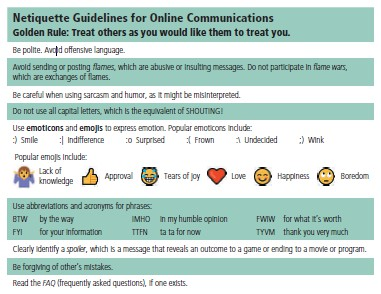 Netiquette Guidelines for Online Communications
Golden Rule: Treat others as you would like them to treat you.
Be polite. Avoid offensive language.
Avoid sending or posting flames, which are abusive or insulting messages. Do not participate in flame wars,
which are exchanges of flames.
Be careful when using sarcasm and humor, as it might be misinterpreted.
Do not use all capital letters, which is the equivalent of SHOUTING!
Use emoticons and emojis to express emotion. Popular emoticons include:
:) Smile :| Indifference :o Surprised :( Frown :\ Undecided ;) Wink
Popular emojis include:
Lack of knowledge Approval Tears of joy Love Happiness Boredom
Use abbreviations and acronyms for phrases:
BTW by the way IMHO in my humble opinion FWIW for what it's worth
FYI for your information TTFN ta ta for now TYVM thank you very much
Clearly identify a spoiler, which is a message that reveals an outcome to a game or ending to a movie or program.
Be forgiving of other's mistakes.
Read the FAQ (frequently asked questions), if one exists.